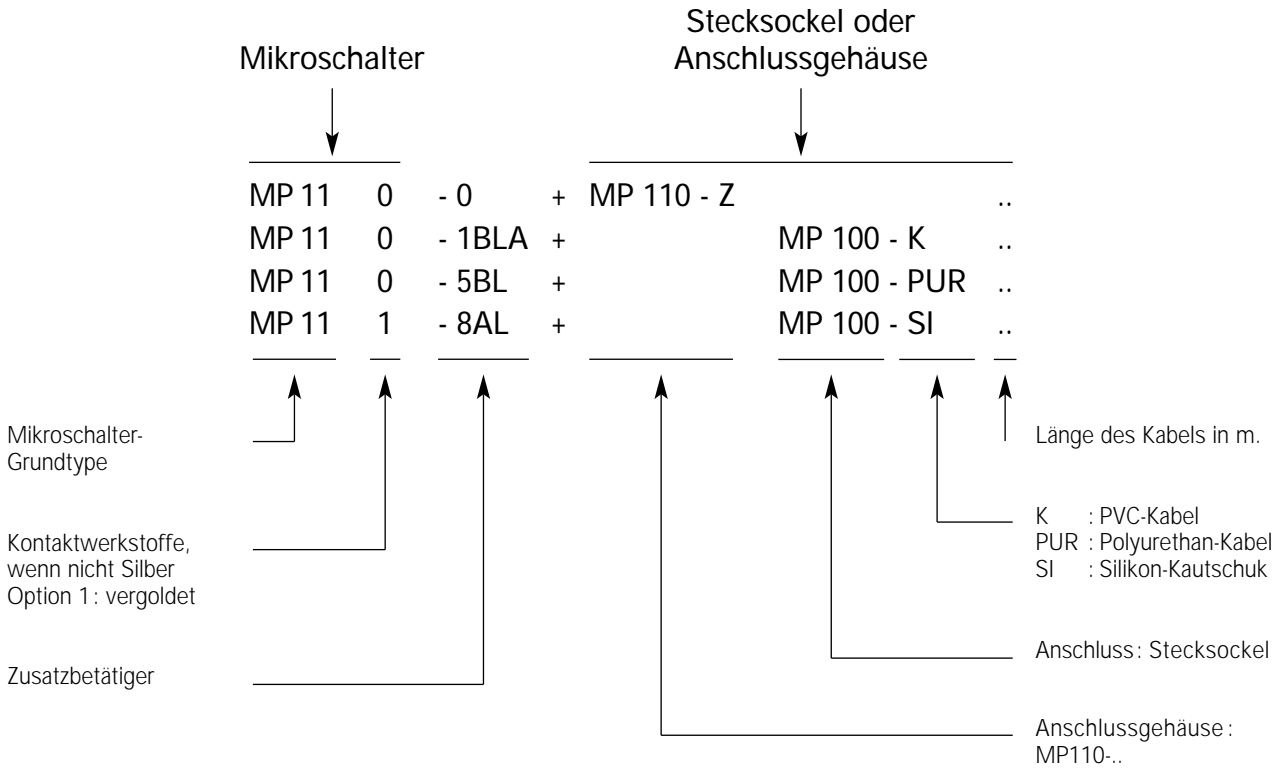 Mikroschalter
Stecksockel oder
Anschlussgehäuse
MP 11 0 - 0 + MP 110 - Z ..
MP 11 0 - 1BLA + MP 100 - K ..
MP 11 0 - 5BL + MP 100 - PUR ..
MP 11 1 - 8AL + MP 100 - SI ..
Mikroschalter-
Grundtype
Kontaktwerkstoffe,
wenn nicht Silber
Option 1 : vergoldet
Zusatzbetätiger
Länge des Kabels in m.
K : PVC-Kabel
PUR : Polyurethan-Kabel
SI : Silikon-Kautschuk
Anschluss : Stecksockel
Anschlussgehäuse :
MP110-..